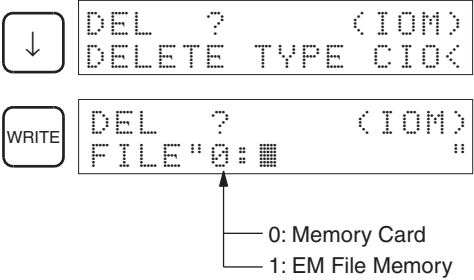 ↓
DEL ? (IOM)
DELETE TYPE CIO<
WRITE
DEL ? (IOM)
FILE"0:■ "
0: Memory Card
1: EM File Memory